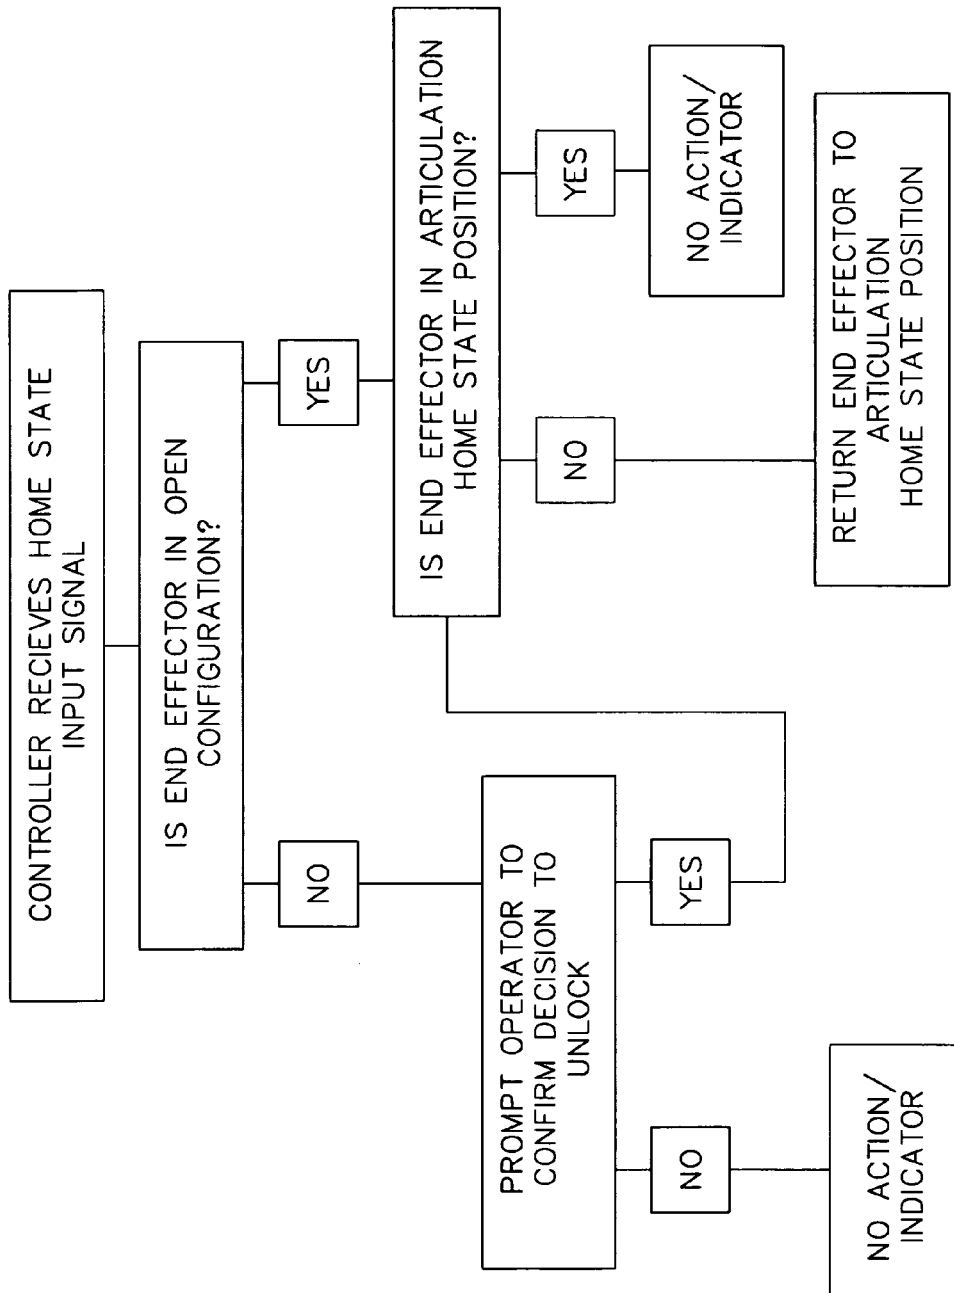 CONTROLLER RECIEVES HOME STATE
INPUT SIGNAL
IS END EFFECTOR IN OPEN
CONFIGURATION?
NO
YES
PROMPT OPERATOR TO
CONFIRM DECISION TO
UNLOCK
NO
YES
NO ACTION/
INDICATOR
IS END EFFECTOR IN ARTICULATION
HOME STATE POSITION?
NO
YES
RETURN END EFFECTOR TO
ARTICULATION
HOME STATE POSITION
NO ACTION/
INDICATOR